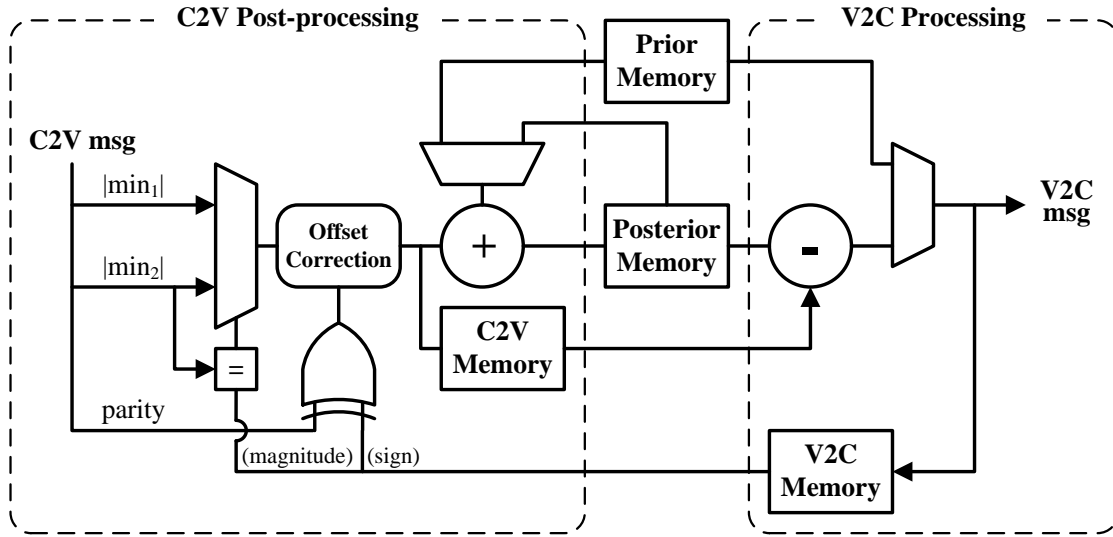 C2V Post-processing
V2C Processing
Prior
Memory
C2V msg
|min₁|
|min₂|
Offset
Correction
+
Posterior
Memory
-
V2C
msg
C2V
Memory
=
parity
(magnitude)
(sign)
V2C
Memory